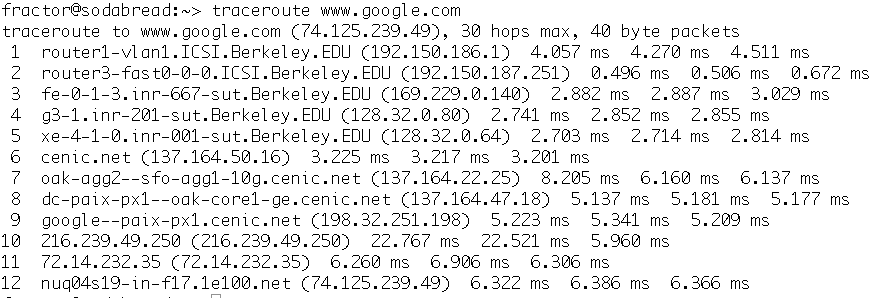 fractor@sodabread:~> traceroute www.google.com
traceroute to www.google.com (74.125.239.49), 30 hops max, 40 byte packets
1 router1-vlan1.ICSI.Berkeley.EDU (192.150.186.1) 4.057 ms 4.270 ms 4.511 ms
2 router3-fast0-0-0.ICSI.Berkeley.EDU (192.150.187.251) 0.496 ms 0.506 ms 0.672 ms
3 fe-0-1-3.inr-667-sut.Berkeley.EDU (169.229.0.140) 2.882 ms 2.887 ms 3.029 ms
4 g3-1.inr-201-sut.Berkeley.EDU (128.32.0.80) 2.741 ms 2.852 ms 2.855 ms
5 xe-4-1-0.inr-001-sut.Berkeley.EDU (128.32.0.64) 2.703 ms 2.714 ms 2.814 ms
6 cenic.net (137.164.50.16) 3.225 ms 3.217 ms 3.201 ms
7 oak-agg2--sfo-agg1-10g.cenic.net (137.164.22.25) 8.205 ms 6.160 ms 6.137 ms
8 dc-paix-px1--oak-core1-ge.cenic.net (137.164.47.18) 5.137 ms 5.181 ms 5.177 ms
9 google--paix-px1.cenic.net (198.32.251.198) 5.223 ms 5.341 ms 5.209 ms
10 216.239.49.250 (216.239.49.250) 22.767 ms 22.521 ms 5.960 ms
11 72.14.232.35 (72.14.232.35) 6.260 ms 6.906 ms 6.306 ms
12 nuq04s19-in-f17.1e100.net (74.125.239.49) 6.322 ms 6.386 ms 6.366 ms